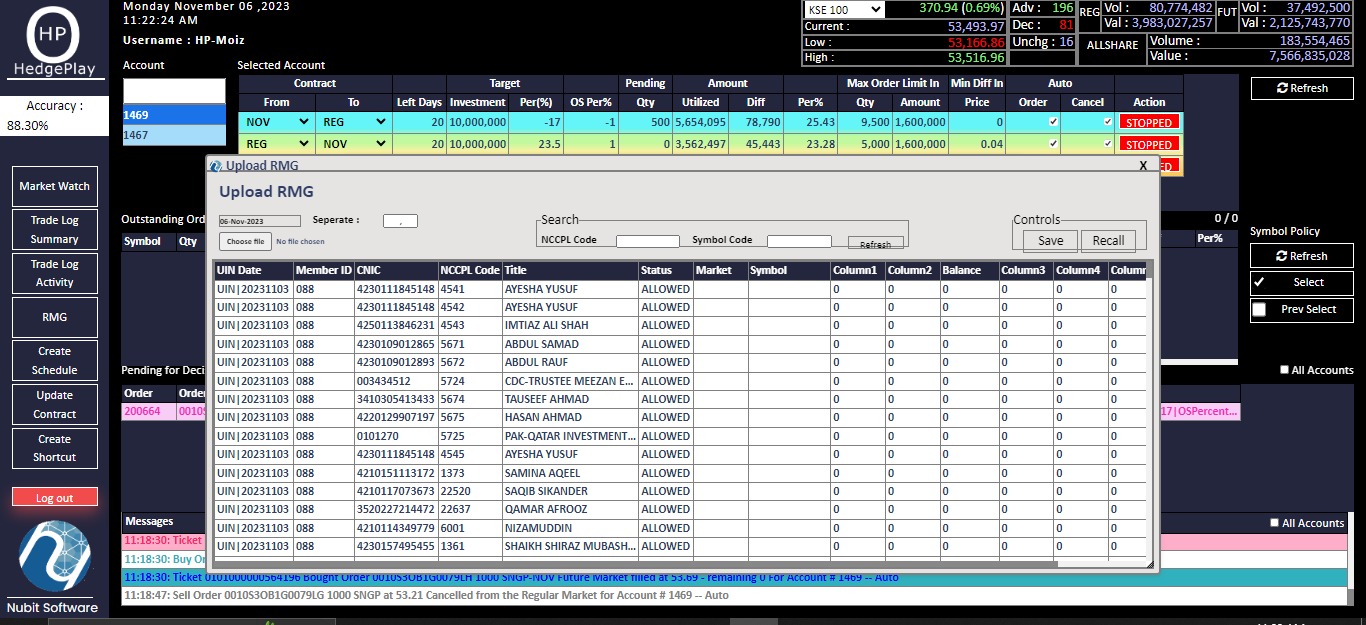 Monday November 06 ,2023
11:22:24 AM
Username : HP-Moiz
HP
HedgePlay
Accuracy :
88.30%
Market Watch
Trade Log
Summary
Trade Log
Activity
RMG
Create
Schedule
Update
Contract
Create
Shortcut
Log out
Nubit Software
KSE 100 370.94 (0.69%)
Current : 53,493.97
Low : 53,166.86
High : 53,516.96
Adv : 196
Dec : 81
Unchg : 16
REG Vol : 80,774,482
Val : 3,983,027,257
FUT Vol : 37,492,500
Val : 2,125,743,770
ALLSHARE Volume : 183,554,465
Value : 7,566,835,028
Account
1469
1467
Selected Account
Contract Target Pending Amount Max Order Limit In Min Diff In Auto
From To Left Days Investment Per(%) OS Per% Qty Utilized Diff Per% Qty Amount Price Order Cancel Action
NOV REG 20 10,000,000 -17 -1 500 5,654,095 78,790 25.43 9,500 1,600,000 0 STOPPED
REG NOV 20 10,000,000 23.5 1 0 3,562,497 45,443 23.28 5,000 1,600,000 0.04 STOPPED
ED
Refresh
Upload RMG X
Upload RMG
06-Nov-2023 Seperate : ,
Choose file No file chosen
Search
NCCPL Code Symbol Code Refresh
Controls
Save Recall
UIN Date Member ID CNIC NCCPL Code Title Status Market Symbol Column1 Column2 Balance Column3 Column4 Column
UIN|20231103 088 4230111845148 4541 AYESHA YUSUF ALLOWED 0 0 0 0 0 0
UIN|20231103 088 4230111845148 4542 AYESHA YUSUF ALLOWED 0 0 0 0 0 0
UIN|20231103 088 4250113846231 4543 IMTIAZ ALI SHAH ALLOWED 0 0 0 0 0 0
UIN|20231103 088 4230109012865 5671 ABDUL SAMAD ALLOWED 0 0 0 0 0 0
UIN|20231103 088 4230109012893 5672 ABDUL RAUF ALLOWED 0 0 0 0 0 0
UIN|20231103 088 003434512 5724 CDC-TRUSTEE MEEZAN E... ALLOWED 0 0 0 0 0 0
UIN|20231103 088 3410305413433 5674 TAUSEEF AHMAD ALLOWED 0 0 0 0 0 0
UIN|20231103 088 4220129907197 5675 HASAN AHMAD ALLOWED 0 0 0 0 0 0
UIN|20231103 088 0101270 5725 PAK-QATAR INVESTMENT... ALLOWED 0 0 0 0 0 0
UIN|20231103 088 4230111845148 4545 AYESHA YUSUF ALLOWED 0 0 0 0 0 0
UIN|20231103 088 4210151113172 1373 SAMINA AQEEL ALLOWED 0 0 0 0 0 0
UIN|20231103 088 4210117073673 22520 SAQIB SIKANDER ALLOWED 0 0 0 0 0 0
UIN|20231103 088 3520227214472 22637 QAMAR AFROOZ ALLOWED 0 0 0 0 0 0
UIN|20231103 088 4210114349779 6001 NIZAMUDDIN ALLOWED 0 0 0 0 0 0
UIN|20231103 088 4230157495455 1361 SHAIKH SHIRAZ MUBASH... ALLOWED 0 0 0 0 0 0
Outstanding Ord
Symbol Qty
0 / 0
Per%
Symbol Policy
Refresh
Select
Prev Select
Pending for Deci
All Accounts
Order Order
200664 0010S
17|OSPercent...
Messages
All Accounts
11:18:30: Ticket
11:18:30: Buy Or
11:18:30: Ticket 0101000000564196 Bought Order 0010S3OB1G0079LH 1000 SNGP-NOV Future Market filled at 53.69 - remaining 0 For Account # 1469 -- Auto
11:18:47: Sell Order 0010S3OB1G0079LG 1000 SNGP at 53.21 Cancelled from the Regular Market for Account # 1469 -- Auto